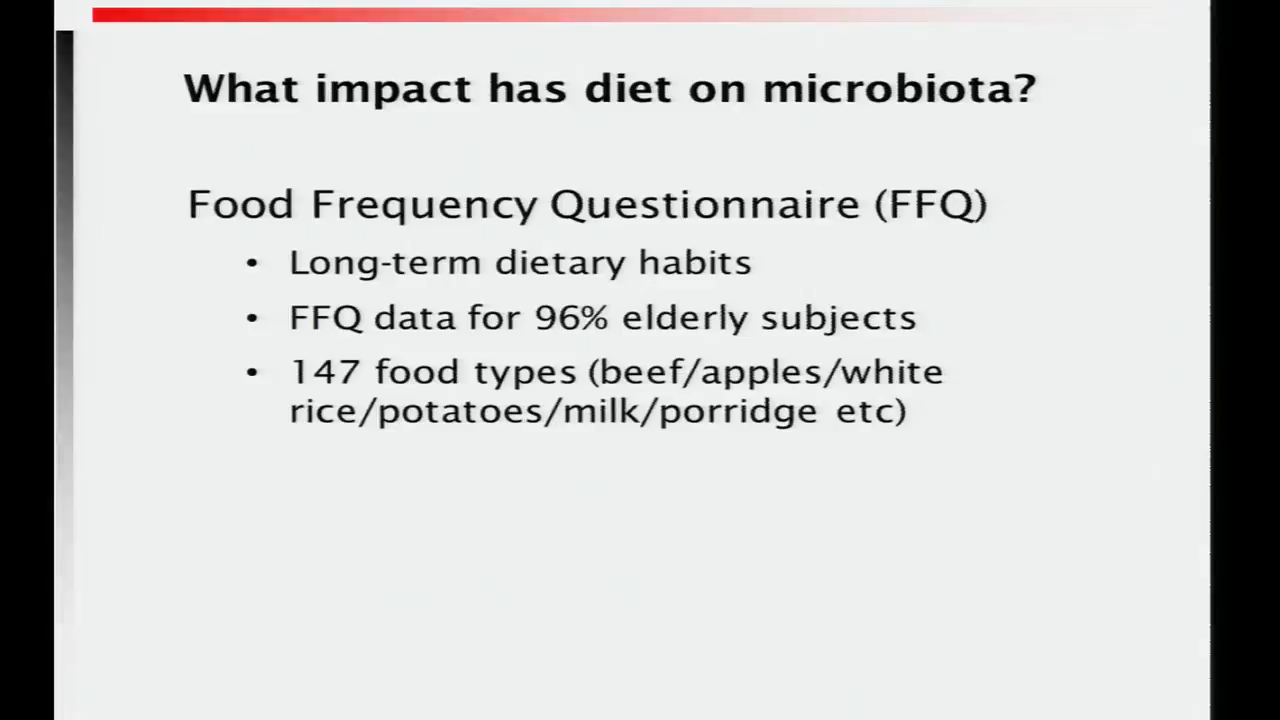 What impact has diet on microbiota?
Food Frequency Questionnaire (FFQ)
• Long-term dietary habits
• FFQ data for 96% elderly subjects
• 147 food types (beef/apples/white
rice/potatoes/milk/porridge etc)